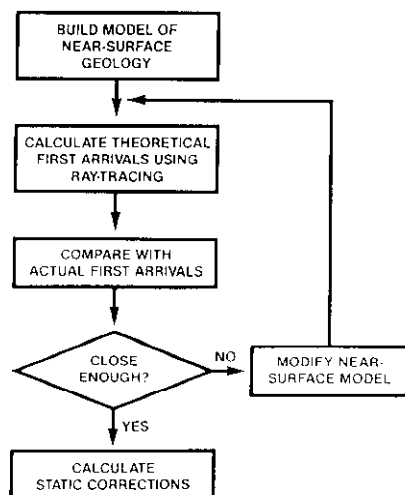 BUILD MODEL OF
NEAR-SURFACE
GEOLOGY
CALCULATE THEORETICAL
FIRST ARRIVALS USING
RAY-TRACING
COMPARE WITH
ACTUAL FIRST ARRIVALS
CLOSE
ENOUGH?
NO
MODIFY NEAR-
SURFACE MODEL
YES
CALCULATE
STATIC CORRECTIONS